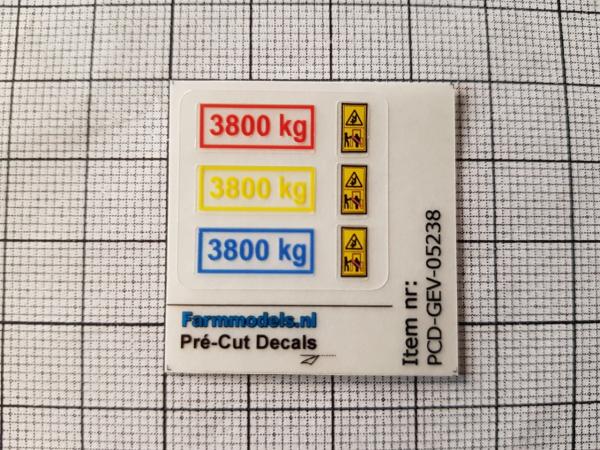 3800 kg
3800 kg
3800 kg
Farmmodels.nl
Pré-Cut Decals
Item nr:
PCD-GEV-05238